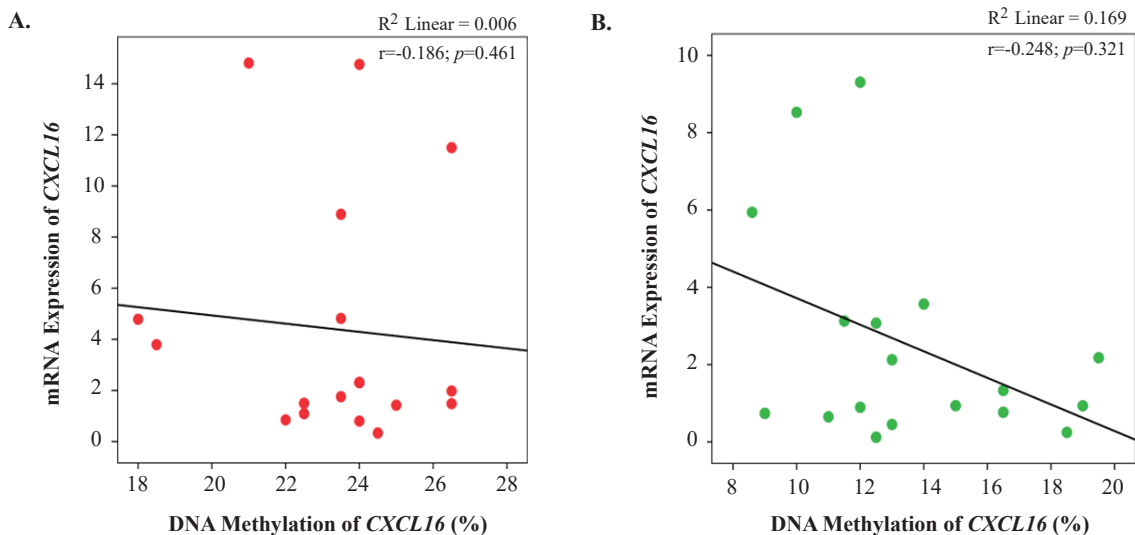 A.
R² Linear = 0.006
r=-0.186; p=0.461
mRNA Expression of CXCL16
14
12
10
8
6
4
2
0
18 20 22 24 26 28
DNA Methylation of CXCL16 (%)
B.
R² Linear = 0.169
r=-0.248; p=0.321
mRNA Expression of CXCL16
10
8
6
4
2
0
8 10 12 14 16 18 20
DNA Methylation of CXCL16 (%)